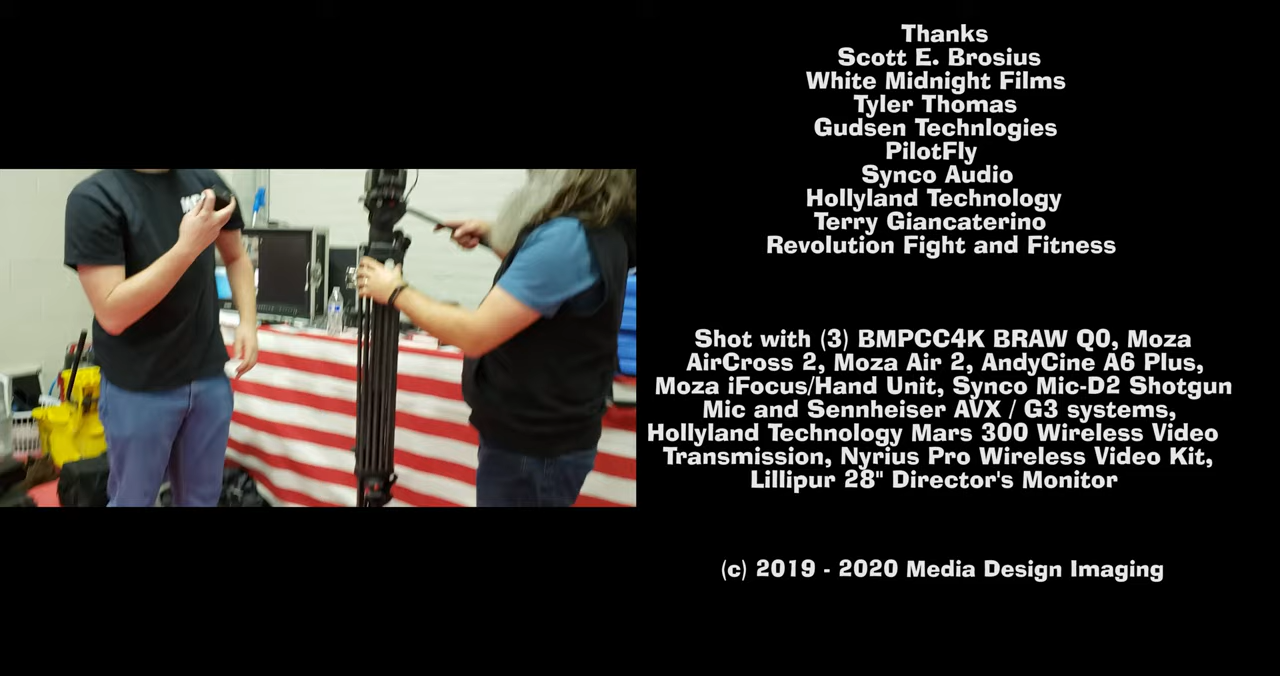 Thanks
Scott E. Brosius
White Midnight Films
Tyler Thomas
Gudsen Technlogies
PilotFly
Synco Audio
Hollyland Technology
Terry Giancaterino
Revolution Fight and Fitness
Shot with (3) BMPCC4K BRAW Q0, Moza
AirCross 2, Moza Air 2, AndyCine A6 Plus,
Moza iFocus/Hand Unit, Synco Mic-D2 Shotgun
Mic and Sennheiser AVX / G3 systems,
Hollyland Technology Mars 300 Wireless Video
Transmission, Nyrius Pro Wireless Video Kit,
Lillipur 28" Director's Monitor
(c) 2019 - 2020 Media Design Imaging